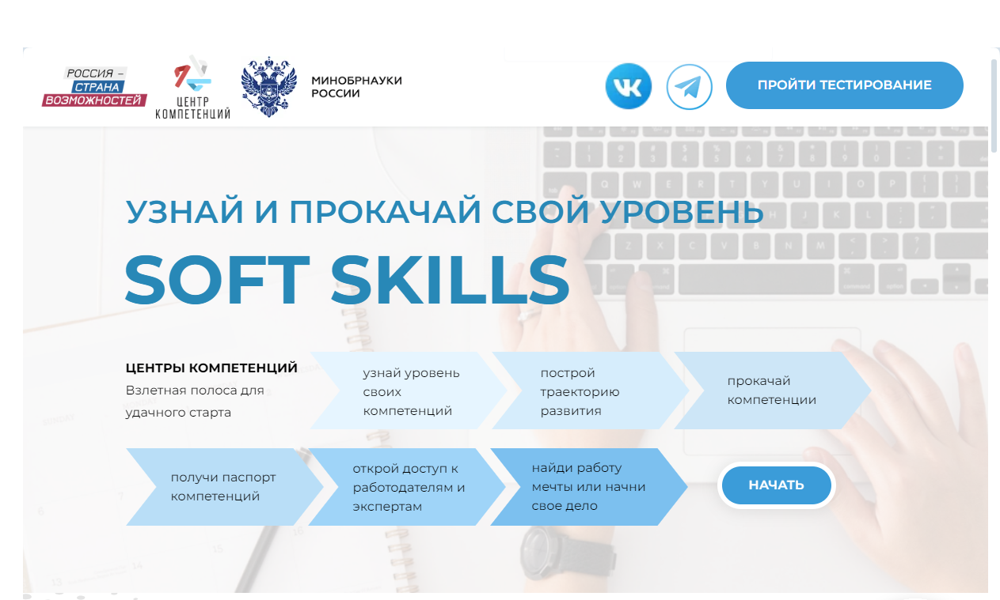 РОССИЯ –
СТРАНА
ВОЗМОЖНОСТЕЙ
ЦЕНТР
КОМПЕТЕНЦИЙ
МИНОБРНАУКИ
РОССИИ
ПРОЙТИ ТЕСТИРОВАНИЕ
УЗНАЙ И ПРОКАЧАЙ СВОЙ УРОВЕНЬ
SOFT SKILLS
ЦЕНТРЫ КОМПЕТЕНЦИЙ
Взлетная полоса для
удачного старта
узнай уровень
своих
компетенций
построй
траекторию
развития
прокачай
компетенции
получи паспорт
компетенций
открой доступ к
работодателям и
экспертам
найди работу
мечты или начни
свое дело
НАЧАТЬ